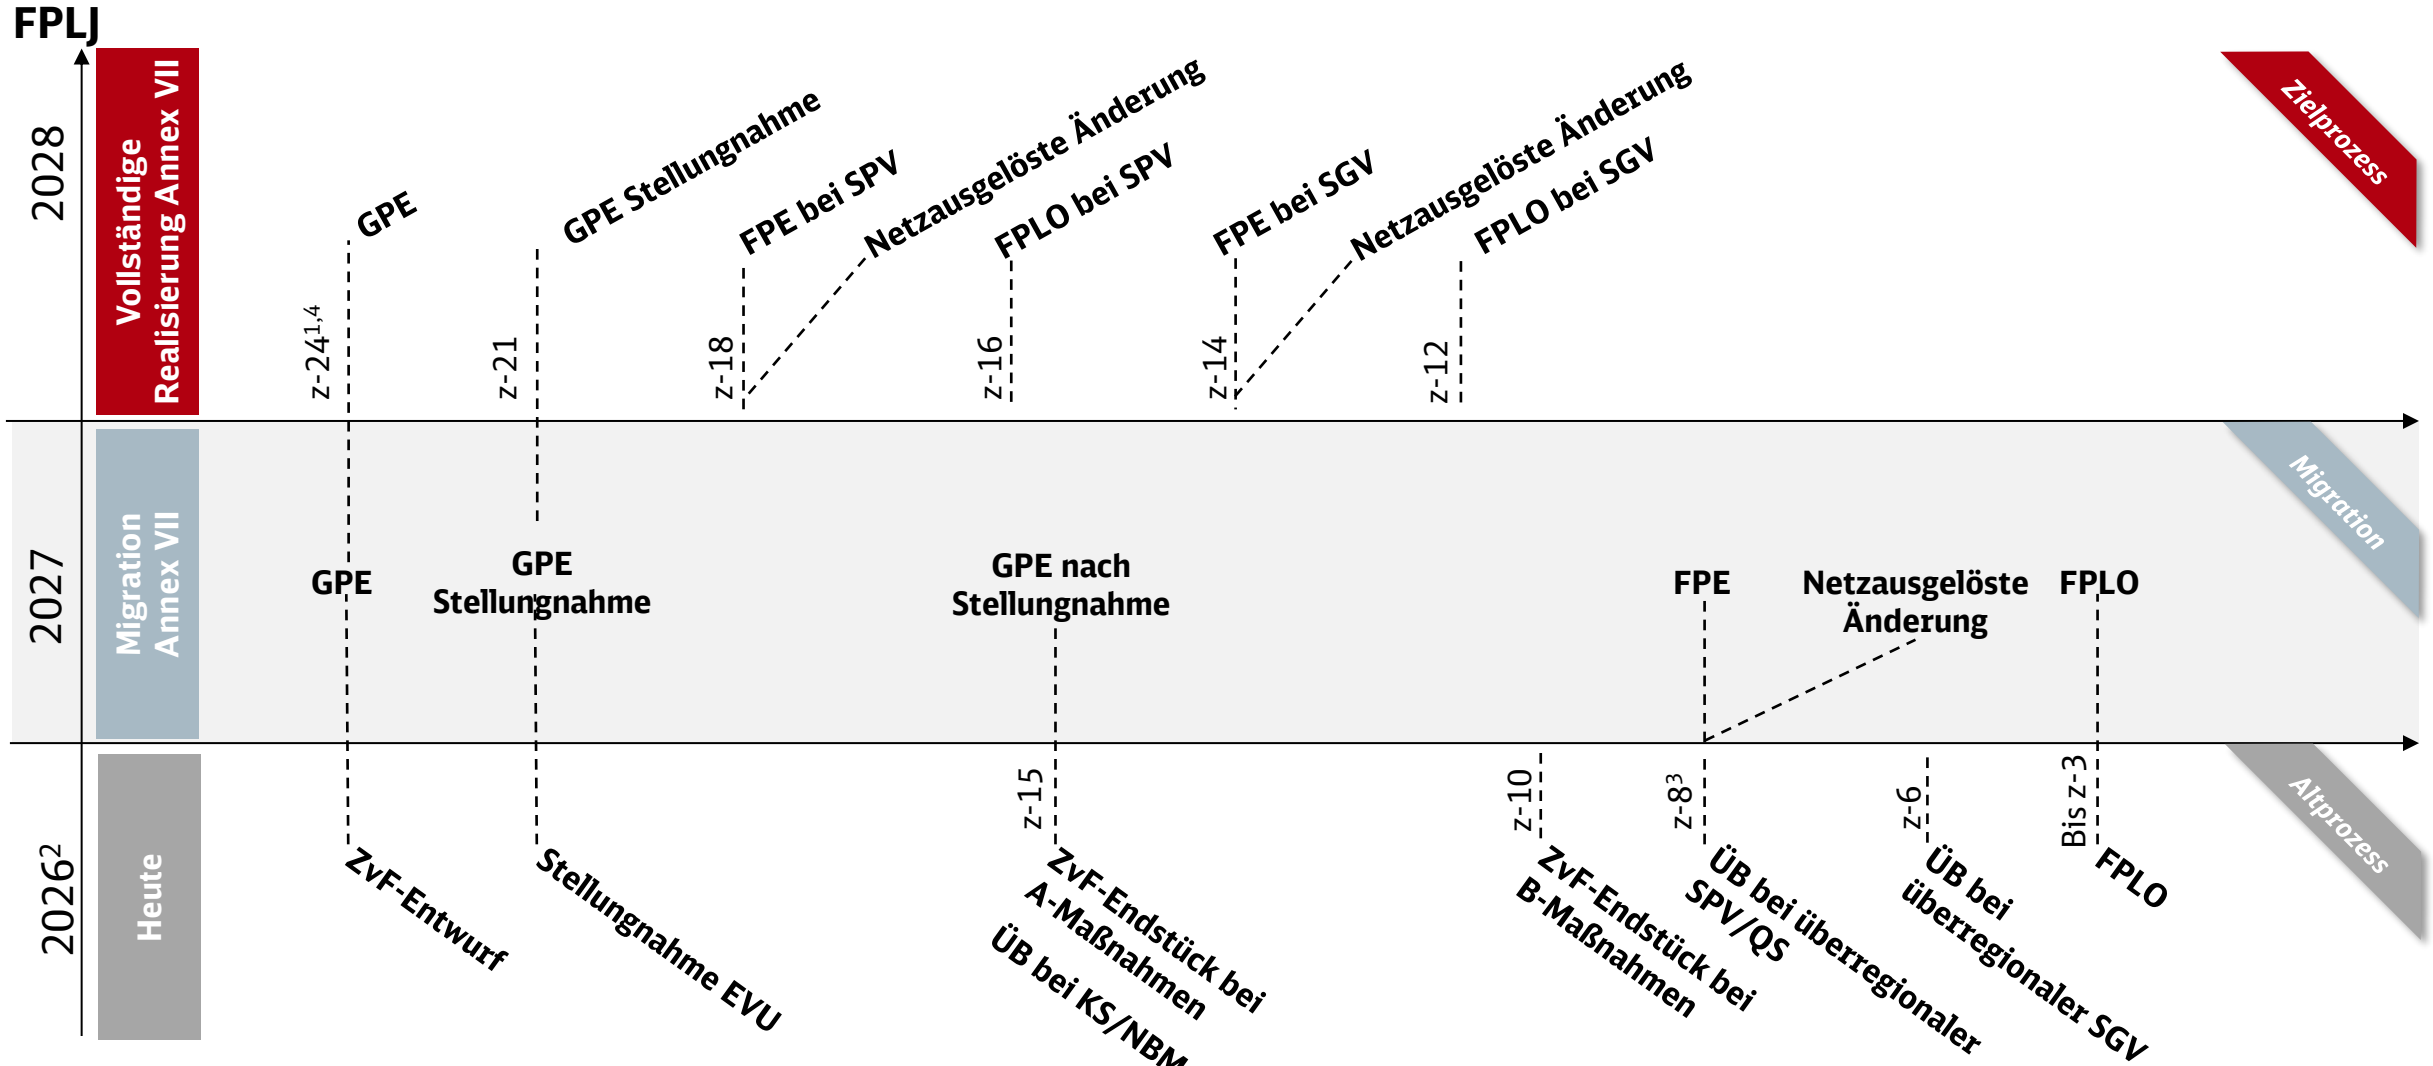 FPLJ
2028
Vollständige
Realisierung Annex VII
GPE
GPE Stellungnahme
FPE bei SPV
Netzausgelöste Änderung
FPLO bei SPV
FPE bei SGV
Netzausgelöste Änderung
FPLO bei SGV
Zielprozess
z-24¹,⁴
z-21
z-18
z-16
z-14
z-12
2027
Migration
Annex VII
GPE
GPE
Stellungnahme
GPE nach
Stellungnahme
FPE
Netzausgelöste
Änderung
FPLO
Migration
2026²
Heute
z-15
z-10
z-8³
z-6
Bis z-3
ZvF-Entwurf
Stellungnahme EVU
ZvF-Endstück bei
A-Maßnahmen
ÜB bei KS/NBM
ZvF-Endstück bei
B-Maßnahmen
ÜB bei überregionaler
SPV/QS
ÜB bei
überregionaler SGV
FPLO
Altprozess